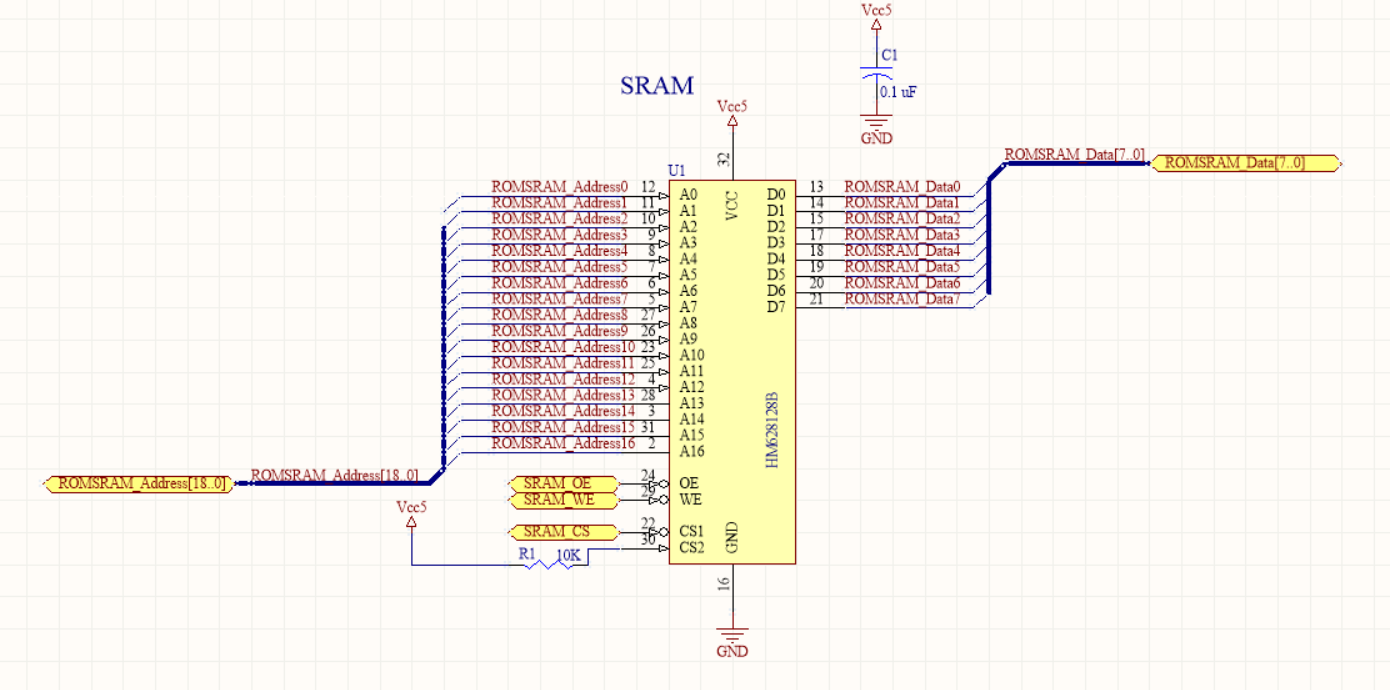 Vcc5
C1
0.1 uF
GND
SRAM
Vcc5
32
U1
VCC
ROMSRAM_Data[7..0]
ROMSRAM_Data[7..0]
ROMSRAM_Address0 12 A0 D0 13 ROMSRAM_Data0
ROMSRAM_Address1 11 A1 D1 14 ROMSRAM_Data1
ROMSRAM_Address2 10 A2 D2 15 ROMSRAM_Data2
ROMSRAM_Address3 9 A3 D3 17 ROMSRAM_Data3
ROMSRAM_Address4 8 A4 D4 18 ROMSRAM_Data4
ROMSRAM_Address5 7 A5 D5 19 ROMSRAM_Data5
ROMSRAM_Address6 6 A6 D6 20 ROMSRAM_Data6
ROMSRAM_Address7 5 A7 D7 21 ROMSRAM_Data7
ROMSRAM_Address8 27 A8
ROMSRAM_Address9 26 A9
ROMSRAM_Address10 23 A10
ROMSRAM_Address11 25 A11
ROMSRAM_Address12 4 A12
ROMSRAM_Address13 28 A13
ROMSRAM_Address14 3 A14
ROMSRAM_Address15 31 A15
ROMSRAM_Address16 2 A16
HM628128B
ROMSRAM_Address[18..0]
ROMSRAM_Address[18..0]
SRAM_OE 24 OE
SRAM_WE 29 WE
SRAM_CS 22 CS1
30 CS2
Vcc5
R1 10K
GND
16
GND